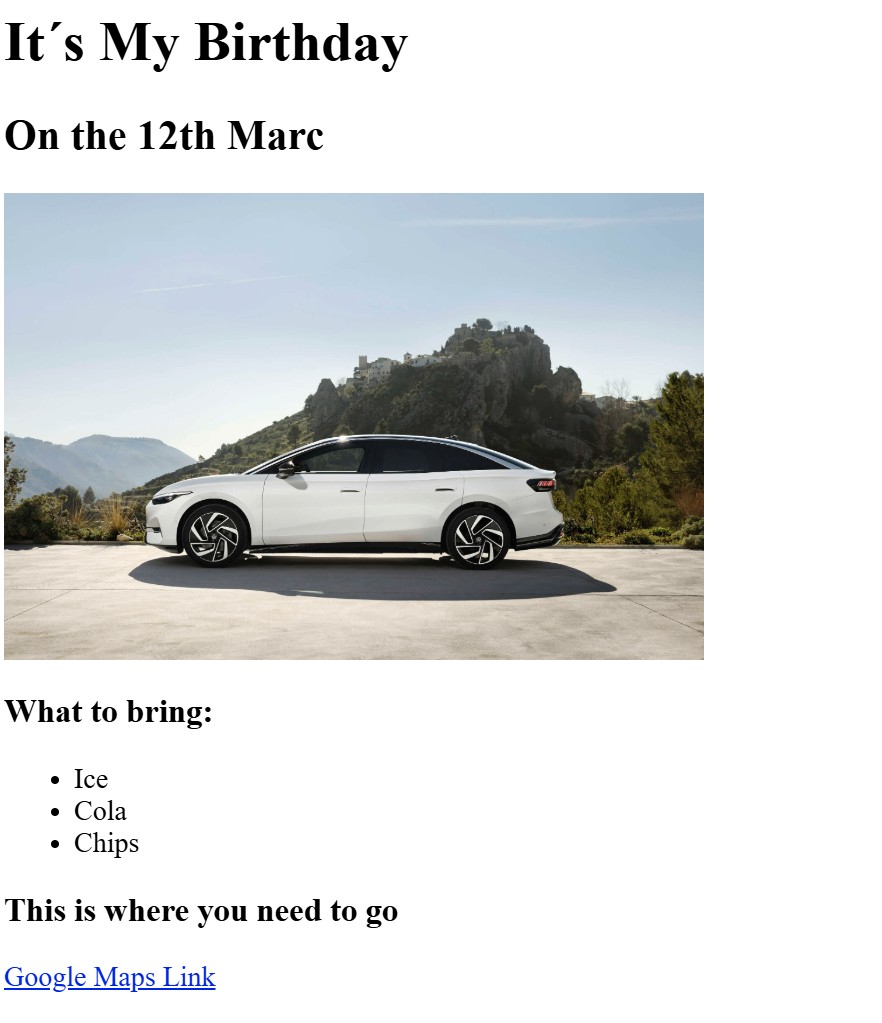 It´s My Birthday
On the 12th Marc
What to bring:
Ice
Cola
Chips
This is where you need to go
Google Maps Link